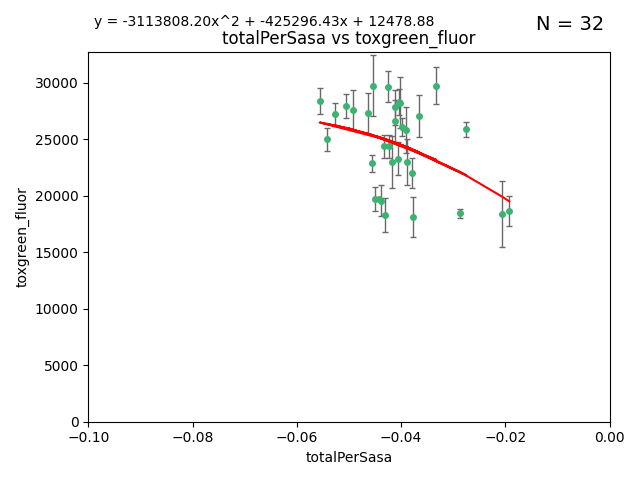 y = -3113808.20x^2 + -425296.43x + 12478.88
N = 32
totalPerSasa vs toxgreen_fluor
30000
25000
20000
15000
10000
5000
0
toxgreen_fluor
−0.10
−0.08
−0.06
−0.04
−0.02
0.00
totalPerSasa